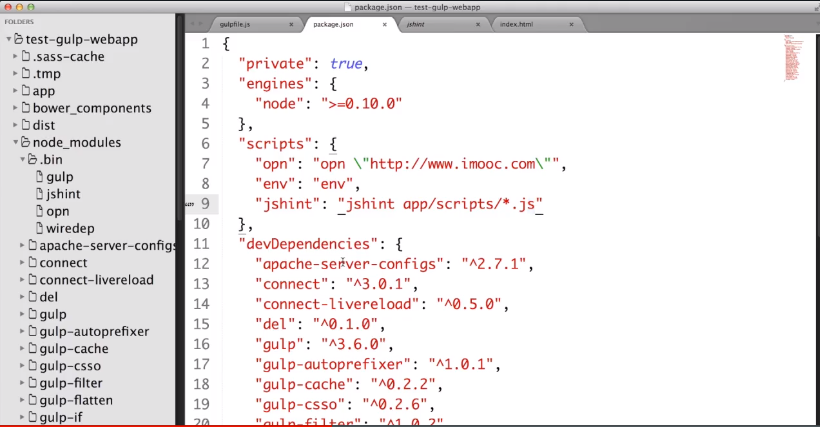 package.json — test-gulp-webapp
FOLDERS
test-gulp-webapp
.sass-cache
.tmp
app
bower_components
dist
node_modules
.bin
gulp
jshint
opn
wiredep
apache-server-configs
connect
connect-livereload
del
gulp
gulp-autoprefixer
gulp-cache
gulp-csso
gulp-filter
gulp-flatten
gulp-if
gulpfile.js
package.json
jshint
index.html
1 {
2 "private": true,
3 "engines": {
4 "node": ">=0.10.0"
5 },
6 "scripts": {
7 "opn": "opn \"http://www.imooc.com\"",
8 "env": "env",
9 "jshint": "jshint app/scripts/*.js"
10 },
11 "devDependencies": {
12 "apache-server-configs": "^2.7.1",
13 "connect": "^3.0.1",
14 "connect-livereload": "^0.5.0",
15 "del": "^0.1.0",
16 "gulp": "^3.6.0",
17 "gulp-autoprefixer": "^1.0.1",
18 "gulp-cache": "^0.2.2",
19 "gulp-csso": "^0.2.6",
20 "gulp-filter": "^1.0.2"